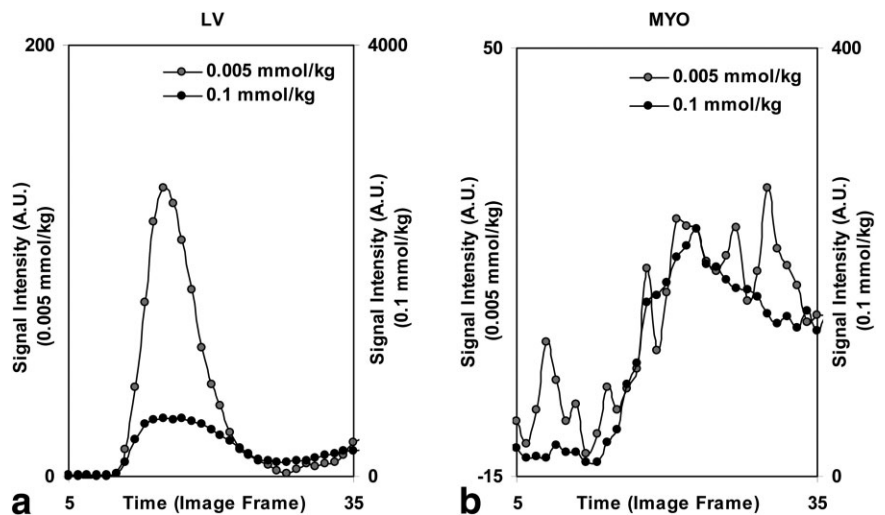 LV
200
4000
0.005 mmol/kg
0.1 mmol/kg
Signal Intensity (A.U.)
(0.005 mmol/kg)
Signal Intensity (A.U.)
(0.1 mmol/kg)
0
0
a
5
Time (Image Frame)
35
MYO
50
400
0.005 mmol/kg
0.1 mmol/kg
Signal Intensity (A.U.)
(0.005 mmol/kg)
Signal Intensity (A.U.)
(0.1 mmol/kg)
-15
0
b
5
Time (Image Frame)
35